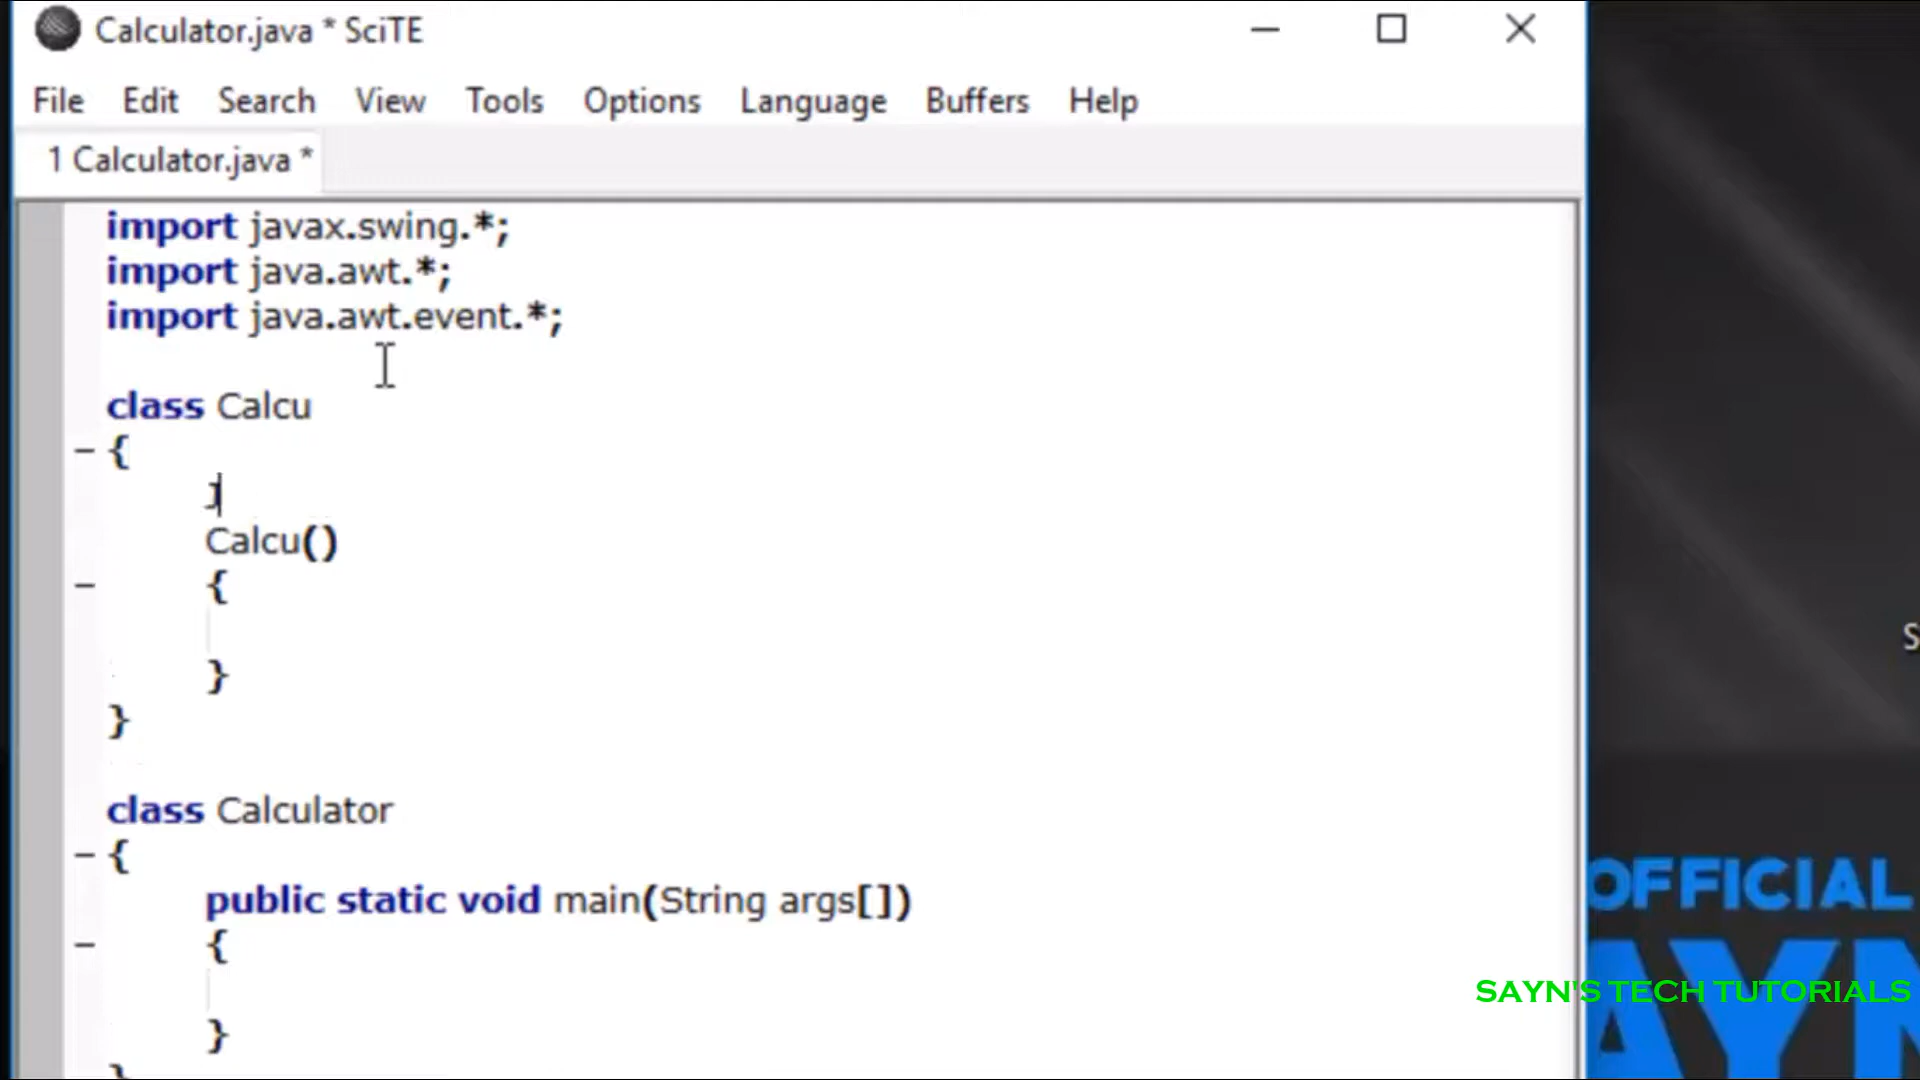 Calculator.java * SciTE
File Edit Search View Tools Options Language Buffers Help
1 Calculator.java *
import javax.swing.*;
import java.awt.*;
import java.awt.event.*;
class Calcu
{
Calcu()
{
}
}
class Calculator
{
public static void main(String args[])
{
}
}
S
OFFICIAL
AYN
SAYN'S TECH TUTORIALS